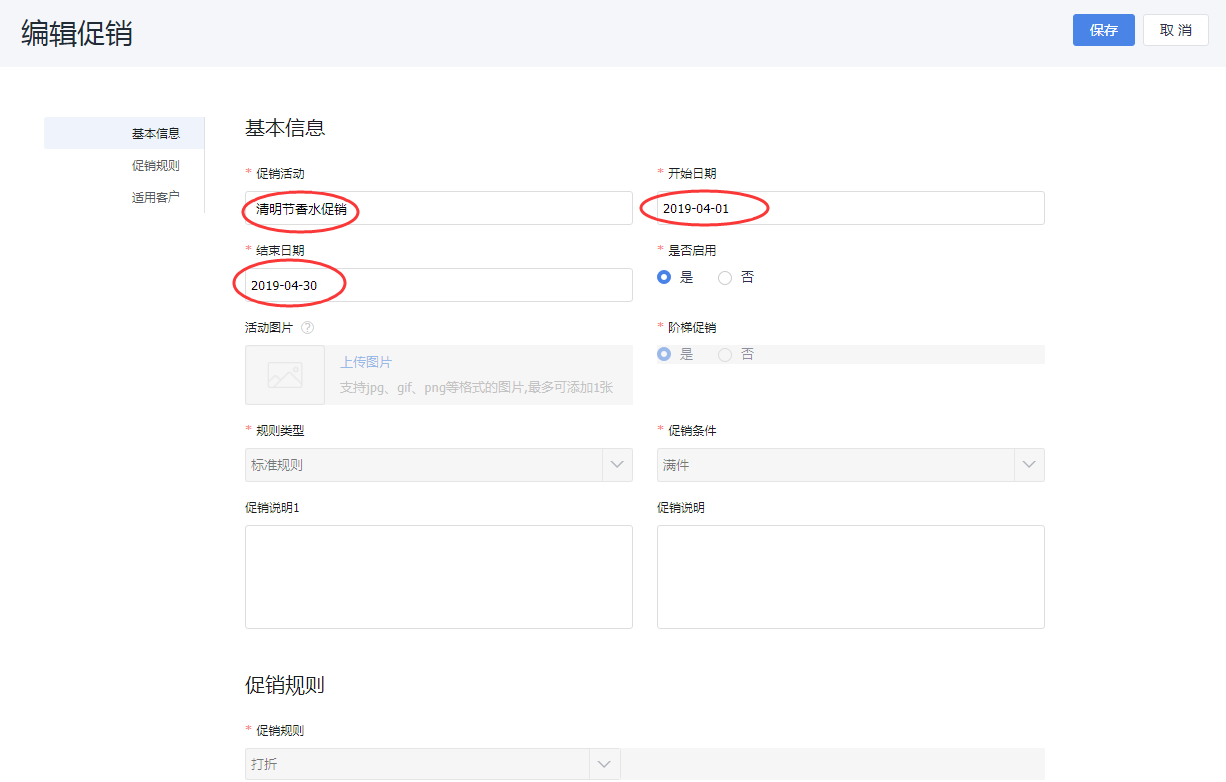 编辑促销
保存
取 消
基本信息
促销规则
适用客户
基本信息
* 促销活动
* 开始日期
清明节香水促销
2019-04-01
* 结束日期
* 是否启用
2019-04-30
是
否
活动图片 ?
* 阶梯促销
是
否
上传图片
支持jpg、gif、png等格式的图片,最多可添加1张
* 规则类型
* 促销条件
标准规则
满件
促销说明1
促销说明
促销规则
* 促销规则
打折